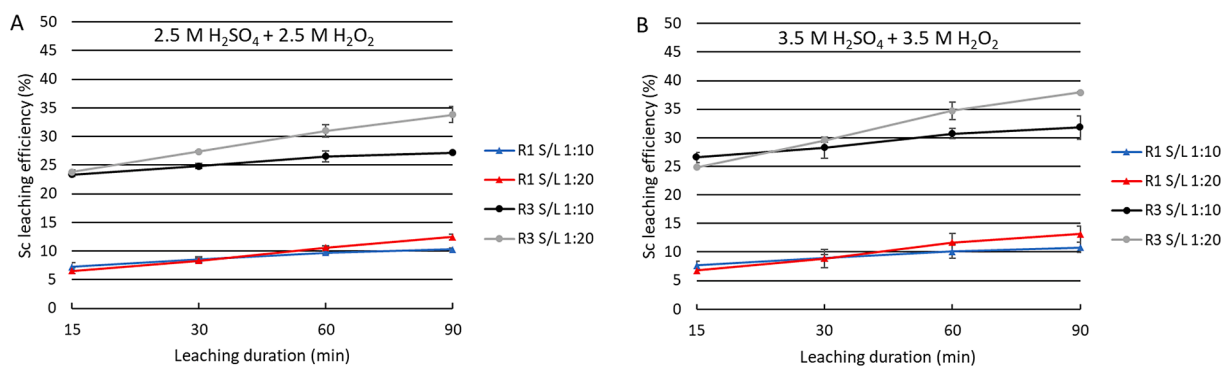 A
2.5 M H₂SO₄ + 2.5 M H₂O₂
Sc leaching efficiency (%)
50
45
40
35
30
25
20
15
10
5
0
15 30 60 90
Leaching duration (min)
R1 S/L 1:10
R1 S/L 1:20
R3 S/L 1:10
R3 S/L 1:20
B
3.5 M H₂SO₄ + 3.5 M H₂O₂
Sc leaching efficiency (%)
50
45
40
35
30
25
20
15
10
5
0
15 30 60 90
Leaching duration (min)
R1 S/L 1:10
R1 S/L 1:20
R3 S/L 1:10
R3 S/L 1:20